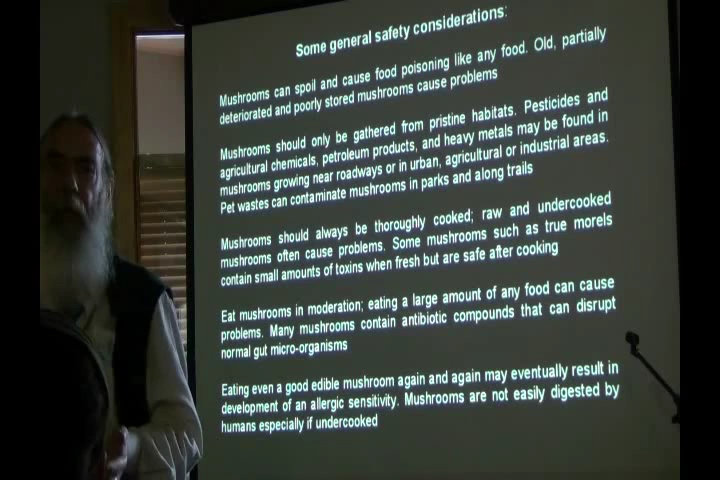 Some general safety considerations:
Mushrooms can spoil and cause food poisoning like any food. Old, partially
deteriorated and poorly stored mushrooms cause problems
Mushrooms should only be gathered from pristine habitats. Pesticides and
agricultural chemicals, petroleum products, and heavy metals may be found in
mushrooms growing near roadways or in urban, agricultural or industrial areas.
Pet wastes can contaminate mushrooms in parks and along trails
Mushrooms should always be thoroughly cooked; raw and undercooked
mushrooms often cause problems. Some mushrooms such as true morels
contain small amounts of toxins when fresh but are safe after cooking
Eat mushrooms in moderation; eating a large amount of any food can cause
problems. Many mushrooms contain antibiotic compounds that can disrupt
normal gut micro-organisms
Eating even a good edible mushroom again and again may eventually result in
development of an allergic sensitivity. Mushrooms are not easily digested by
humans especially if undercooked